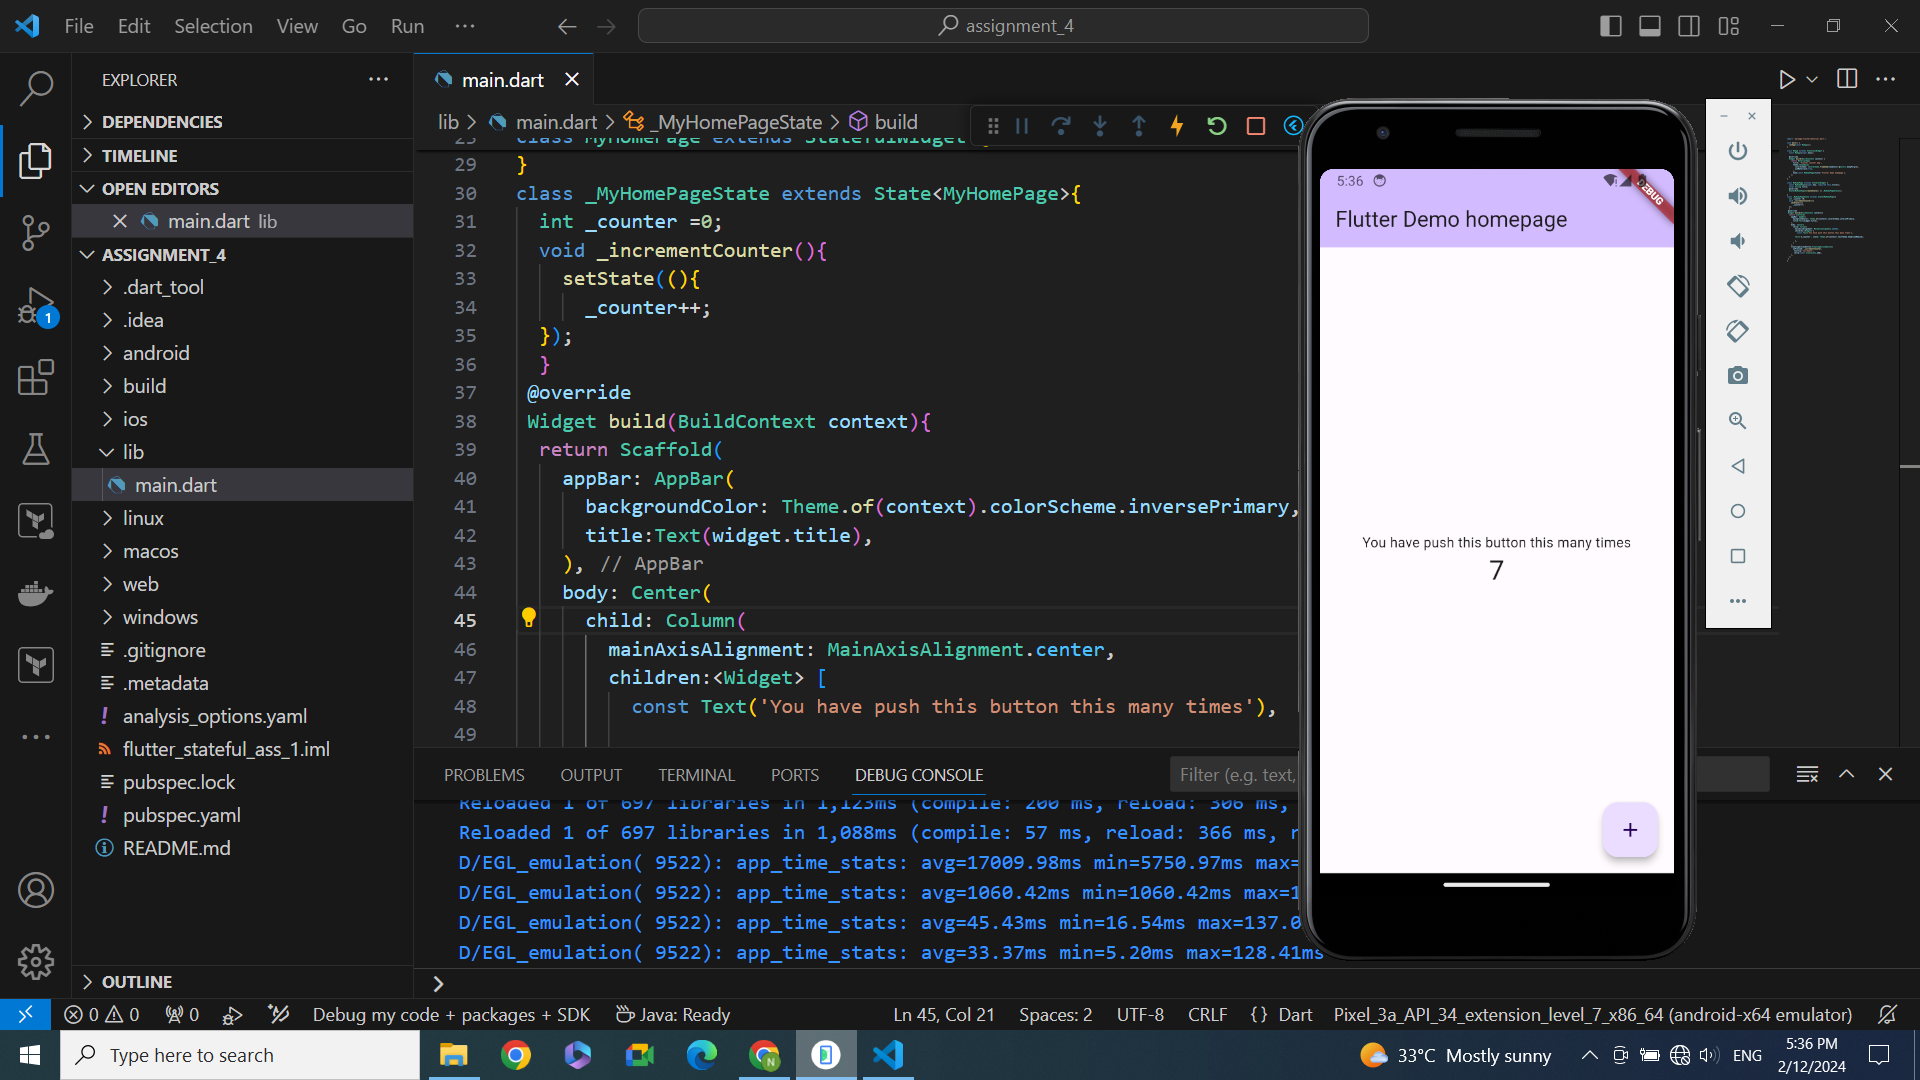 File Edit Selection View Go Run ···
assignment_4
EXPLORER
DEPENDENCIES
TIMELINE
OPEN EDITORS
main.dart lib
ASSIGNMENT_4
.dart_tool
.idea
android
build
ios
lib
main.dart
linux
macos
web
windows
.gitignore
.metadata
analysis_options.yaml
flutter_stateful_ass_1.iml
pubspec.lock
pubspec.yaml
README.md
OUTLINE
1
main.dart
lib > main.dart > _MyHomePageState > build
29 }
30 class _MyHomePageState extends State<MyHomePage>{
31 int _counter =0;
32 void _incrementCounter(){
33 setState((){
34 _counter++;
35 });
36 }
37 @override
38 Widget build(BuildContext context){
39 return Scaffold(
40 appBar: AppBar(
41 backgroundColor: Theme.of(context).colorScheme.inversePrimary,
42 title:Text(widget.title),
43 ), // AppBar
44 body: Center(
45 child: Column(
46 mainAxisAlignment: MainAxisAlignment.center,
47 children:<Widget> [
48 const Text('You have push this button this many times'),
49
PROBLEMS OUTPUT TERMINAL PORTS DEBUG CONSOLE
Filter (e.g. text,
Reloaded 1 of 697 libraries in 1,123ms (compile: 200 ms, reload: 306 ms,
Reloaded 1 of 697 libraries in 1,088ms (compile: 57 ms, reload: 366 ms, r
D/EGL_emulation( 9522): app_time_stats: avg=17009.98ms min=5750.97ms max=
D/EGL_emulation( 9522): app_time_stats: avg=1060.42ms min=1060.42ms max=1
D/EGL_emulation( 9522): app_time_stats: avg=45.43ms min=16.54ms max=137.0
D/EGL_emulation( 9522): app_time_stats: avg=33.37ms min=5.20ms max=128.41ms
5:36
DEBUG
Flutter Demo homepage
You have push this button this many times
7
+
0 0 0 Debug my code + packages + SDK Java: Ready Ln 45, Col 21 Spaces: 2 UTF-8 CRLF {} Dart Pixel_3a_API_34_extension_level_7_x86_64 (android-x64 emulator)
Type here to search
N
33°C Mostly sunny
ENG
5:36 PM
2/12/2024